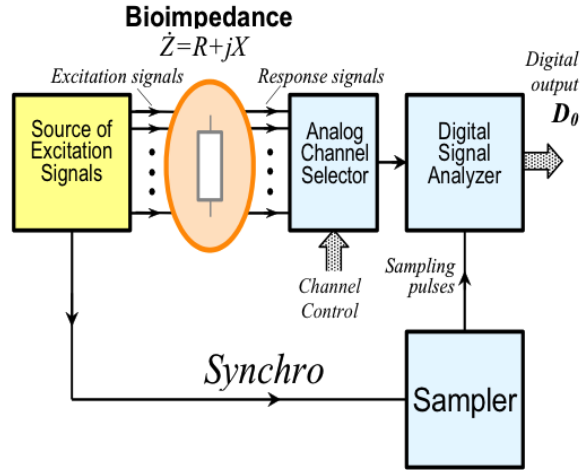 Bioimpedance
Ż=R+jX
Excitation signals
Response signals
Digital
output
D₀
Source of
Excitation
Signals
Analog
Channel
Selector
Digital
Signal
Analyzer
Channel
Control
Sampling
pulses
Synchro
Sampler